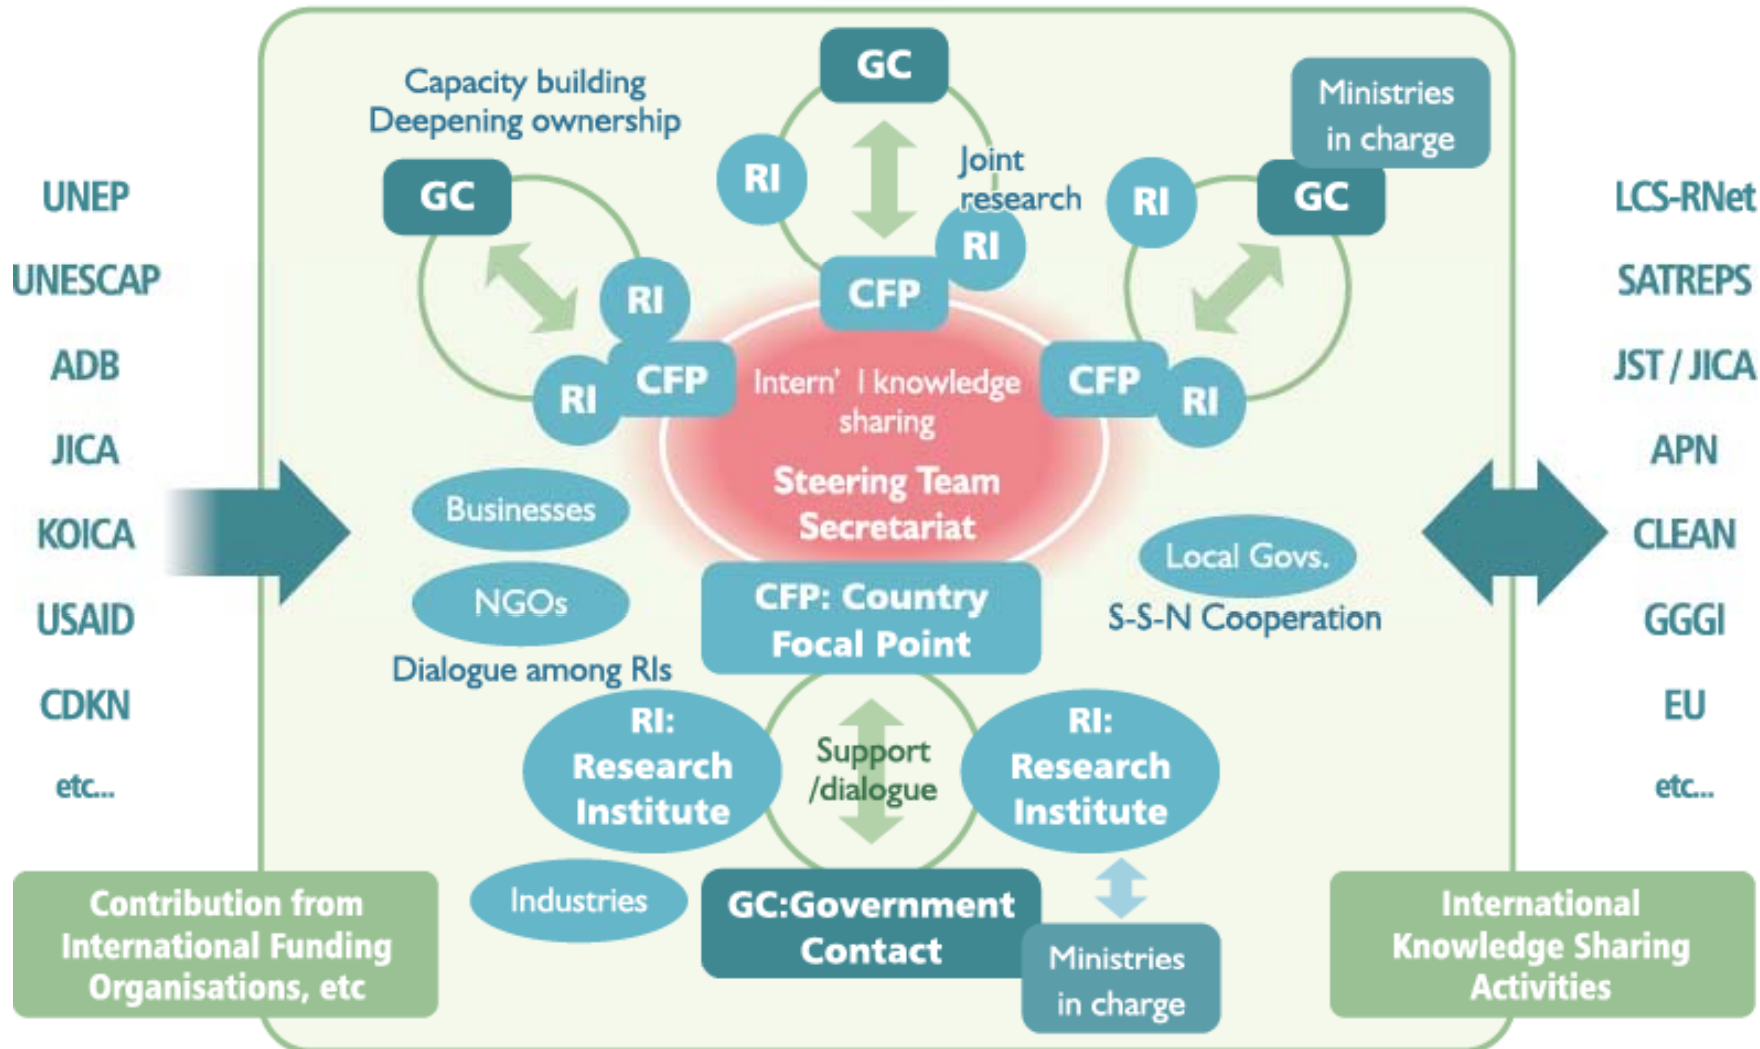 UNEP
UNESCAP
ADB
JICA
KOICA
USAID
CDKN
etc...
Contribution from
International Funding
Organisations, etc
Capacity building
Deepening ownership
GC
RI
RI
CFP
GC
RI
Joint
research
RI
CFP
Ministries
in charge
GC
RI
CFP
RI
Intern' l knowledge
sharing
Steering Team
Secretariat
Businesses
NGOs
Dialogue among RIs
Local Govs.
S-S-N Cooperation
CFP: Country
Focal Point
RI:
Research
Institute
Support
/dialogue
RI:
Research
Institute
Industries
GC:Government
Contact
Ministries
in charge
LCS-RNet
SATREPS
JST / JICA
APN
CLEAN
GGGI
EU
etc...
International
Knowledge Sharing
Activities